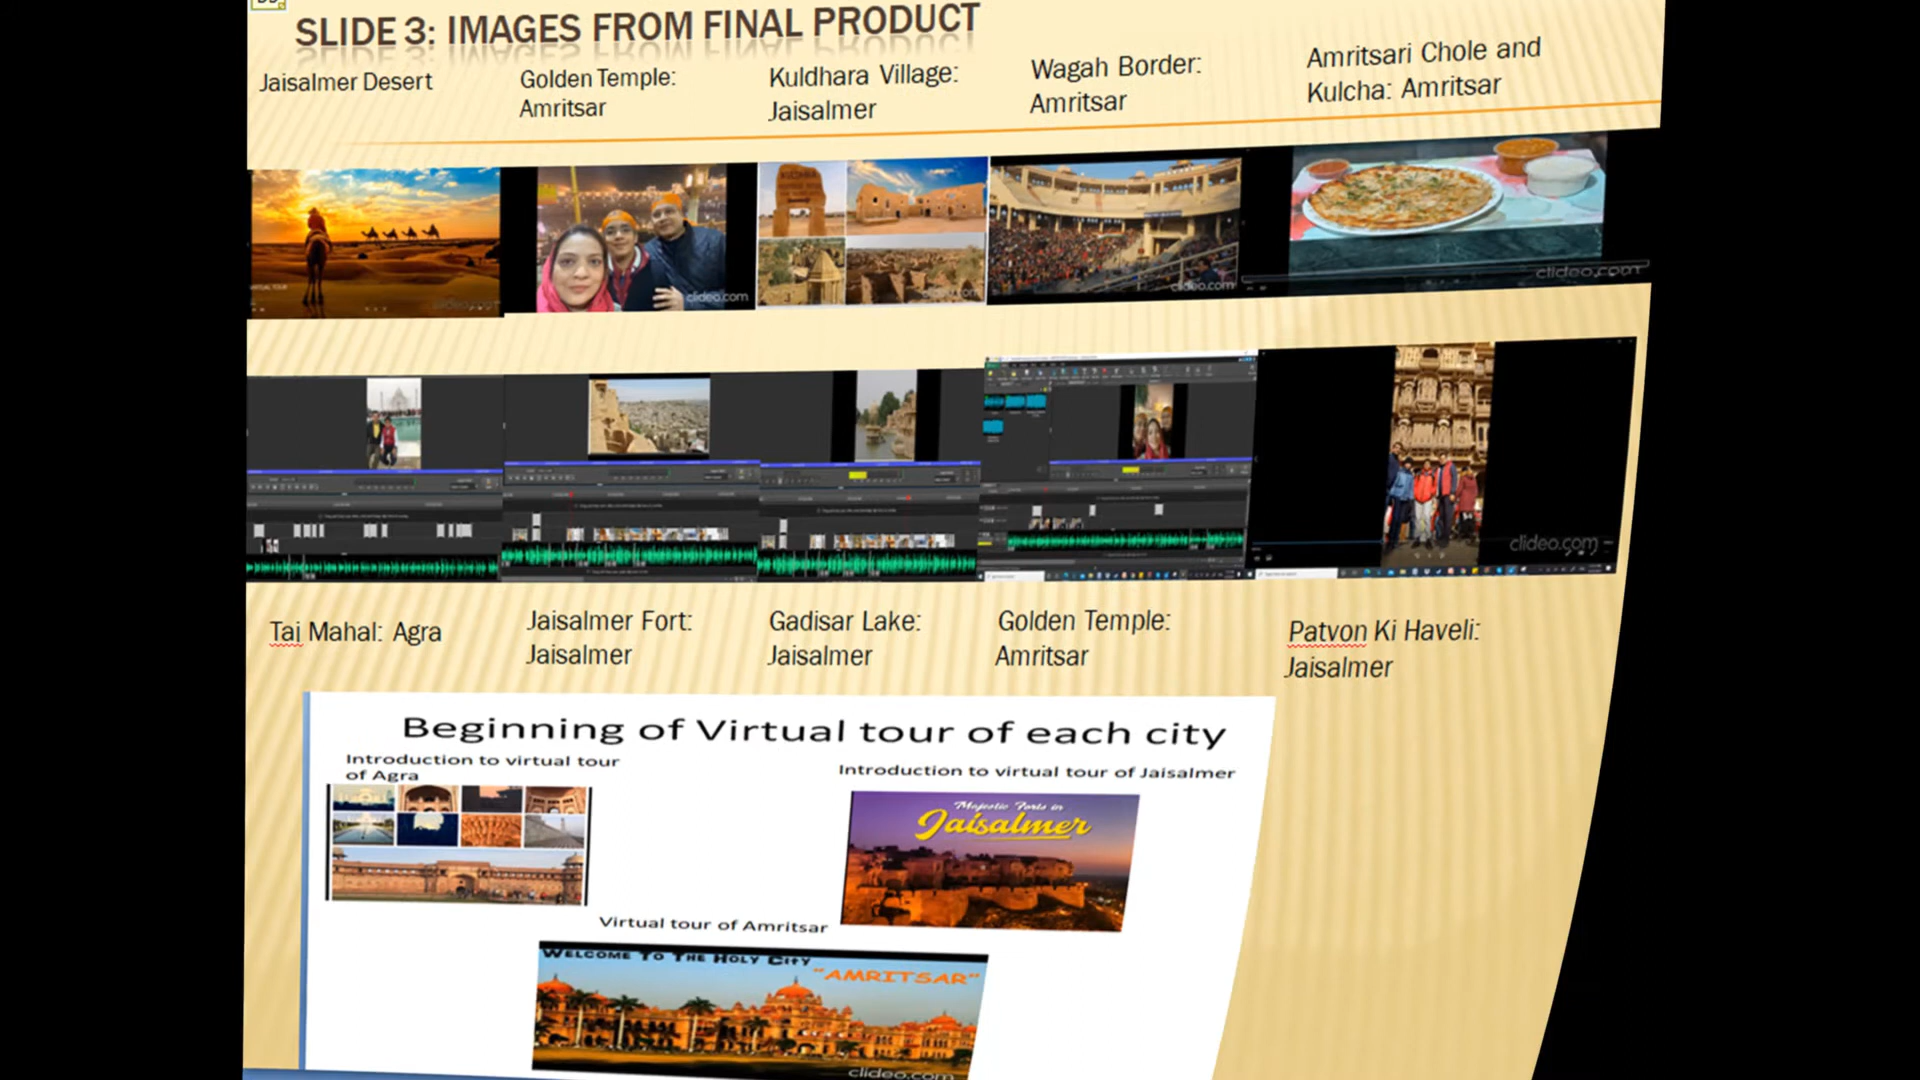 SLIDE 3: IMAGES FROM FINAL PRODUCT
Jaisalmer Desert
Golden Temple:
Amritsar
Kuldhara Village:
Jaisalmer
Wagah Border:
Amritsar
Amritsari Chole and
Kulcha: Amritsar
KULDHARA
clideo.com
clideo.com
clideo.com
clideo.com
clideo.com
Taj Mahal: Agra
Jaisalmer Fort:
Jaisalmer
Gadisar Lake:
Jaisalmer
Golden Temple:
Amritsar
Patvon Ki Haveli:
Jaisalmer
Beginning of Virtual tour of each city
Introduction to virtual tour
of Agra
Introduction to virtual tour of Jaisalmer
Majestic Forts in
Jaisalmer
Virtual tour of Amritsar
WELCOME TO THE HOLY CITY
"AMRITSAR"
clideo.com